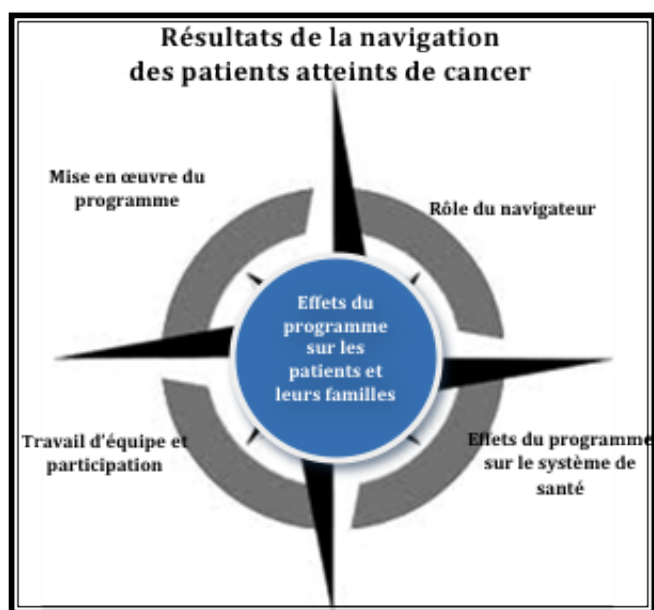 Résultats de la navigation
des patients atteints de cancer
Mise en œuvre du
programme
Rôle du navigateur
Effets du
programme
sur les
patients et
leurs familles
Travail d'équipe et
participation
Effets du programme
sur le système de
santé